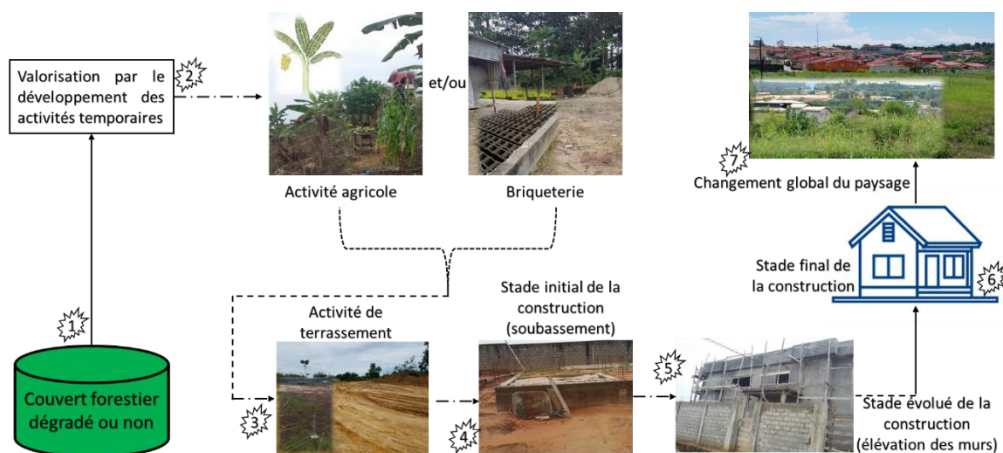 1
Couvert forestier
dégradé ou non
Valorisation par le
développement des
activités temporaires
2
et/ou
Activité agricole
Briqueterie
3
Activité de
terrassement
4
Stade initial de la
construction
(soubassement)
5
Stade évolué de la
construction
(élévation des murs)
6
Stade final de
la construction
7
Changement global du paysage